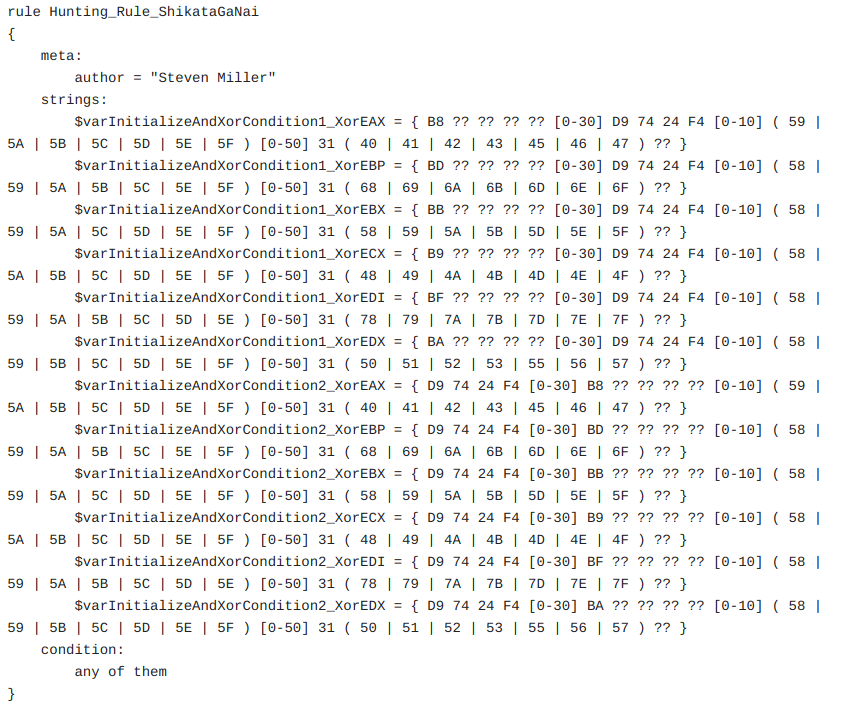 rule Hunting_Rule_ShikataGaNai
{
    meta:
        author = "Steven Miller"
    strings:
        $varInitializeAndXorCondition1_XorEAX = { B8 ?? ?? ?? ?? [0-30] D9 74 24 F4 [0-10] ( 59 |
5A | 5B | 5C | 5D | 5E | 5F ) [0-50] 31 ( 40 | 41 | 42 | 43 | 45 | 46 | 47 ) ?? }
        $varInitializeAndXorCondition1_XorEBP = { BD ?? ?? ?? ?? [0-30] D9 74 24 F4 [0-10] ( 58 |
59 | 5A | 5B | 5C | 5E | 5F ) [0-50] 31 ( 68 | 69 | 6A | 6B | 6D | 6E | 6F ) ?? }
        $varInitializeAndXorCondition1_XorEBX = { BB ?? ?? ?? ?? [0-30] D9 74 24 F4 [0-10] ( 58 |
59 | 5A | 5C | 5D | 5E | 5F ) [0-50] 31 ( 58 | 59 | 5A | 5B | 5D | 5E | 5F ) ?? }
        $varInitializeAndXorCondition1_XorECX = { B9 ?? ?? ?? ?? [0-30] D9 74 24 F4 [0-10] ( 58 |
5A | 5B | 5C | 5D | 5E | 5F ) [0-50] 31 ( 48 | 49 | 4A | 4B | 4D | 4E | 4F ) ?? }
        $varInitializeAndXorCondition1_XorEDI = { BF ?? ?? ?? ?? [0-30] D9 74 24 F4 [0-10] ( 58 |
59 | 5A | 5B | 5C | 5D | 5E ) [0-50] 31 ( 78 | 79 | 7A | 7B | 7D | 7E | 7F ) ?? }
        $varInitializeAndXorCondition1_XorEDX = { BA ?? ?? ?? ?? [0-30] D9 74 24 F4 [0-10] ( 58 |
59 | 5B | 5C | 5D | 5E | 5F ) [0-50] 31 ( 50 | 51 | 52 | 53 | 55 | 56 | 57 ) ?? }
        $varInitializeAndXorCondition2_XorEAX = { D9 74 24 F4 [0-30] B8 ?? ?? ?? ?? [0-10] ( 59 |
5A | 5B | 5C | 5D | 5E | 5F ) [0-50] 31 ( 40 | 41 | 42 | 43 | 45 | 46 | 47 ) ?? }
        $varInitializeAndXorCondition2_XorEBP = { D9 74 24 F4 [0-30] BD ?? ?? ?? ?? [0-10] ( 58 |
59 | 5A | 5B | 5C | 5E | 5F ) [0-50] 31 ( 68 | 69 | 6A | 6B | 6D | 6E | 6F ) ?? }
        $varInitializeAndXorCondition2_XorEBX = { D9 74 24 F4 [0-30] BB ?? ?? ?? ?? [0-10] ( 58 |
59 | 5A | 5C | 5D | 5E | 5F ) [0-50] 31 ( 58 | 59 | 5A | 5B | 5D | 5E | 5F ) ?? }
        $varInitializeAndXorCondition2_XorECX = { D9 74 24 F4 [0-30] B9 ?? ?? ?? ?? [0-10] ( 58 |
5A | 5B | 5C | 5D | 5E | 5F ) [0-50] 31 ( 48 | 49 | 4A | 4B | 4D | 4E | 4F ) ?? }
        $varInitializeAndXorCondition2_XorEDI = { D9 74 24 F4 [0-30] BF ?? ?? ?? ?? [0-10] ( 58 |
59 | 5A | 5B | 5C | 5D | 5E ) [0-50] 31 ( 78 | 79 | 7A | 7B | 7D | 7E | 7F ) ?? }
        $varInitializeAndXorCondition2_XorEDX = { D9 74 24 F4 [0-30] BA ?? ?? ?? ?? [0-10] ( 58 |
59 | 5B | 5C | 5D | 5E | 5F ) [0-50] 31 ( 50 | 51 | 52 | 53 | 55 | 56 | 57 ) ?? }
    condition:
        any of them
}